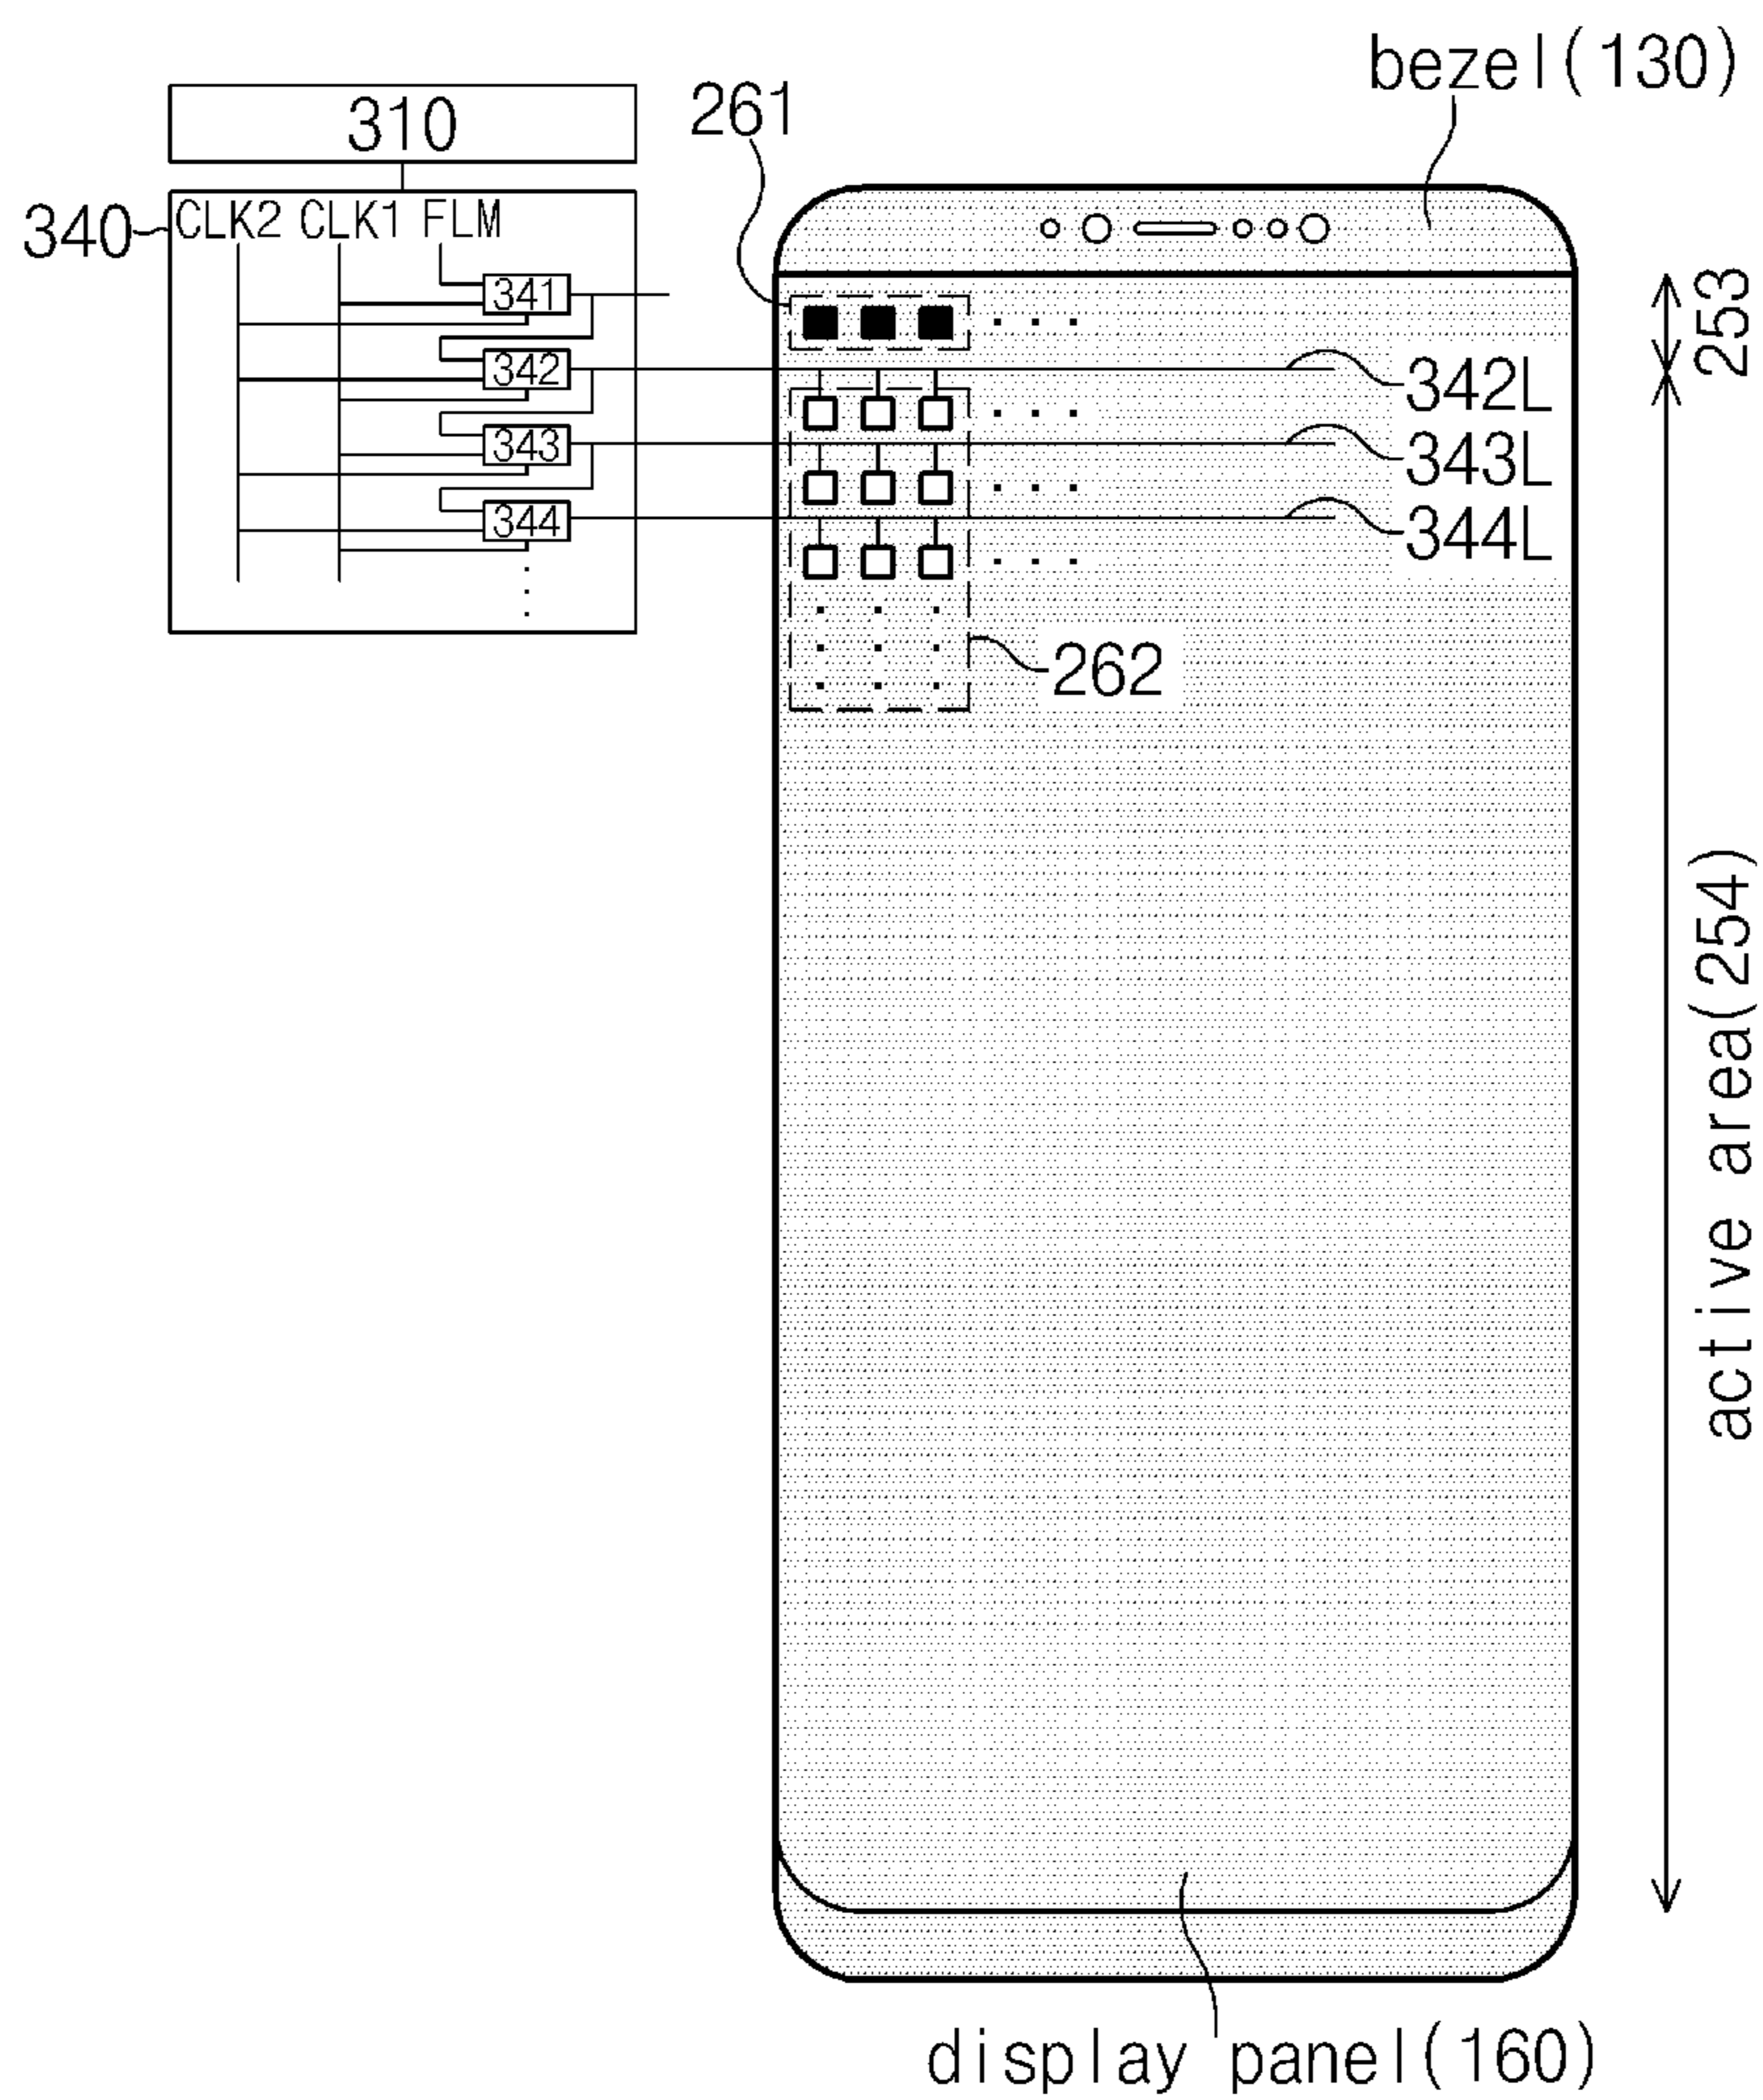 bezel(130)
310
261
340
CLK2 CLK1 FLM
341
342
343
344
253
342L
343L
344L
262
active area(254)
display panel(160)